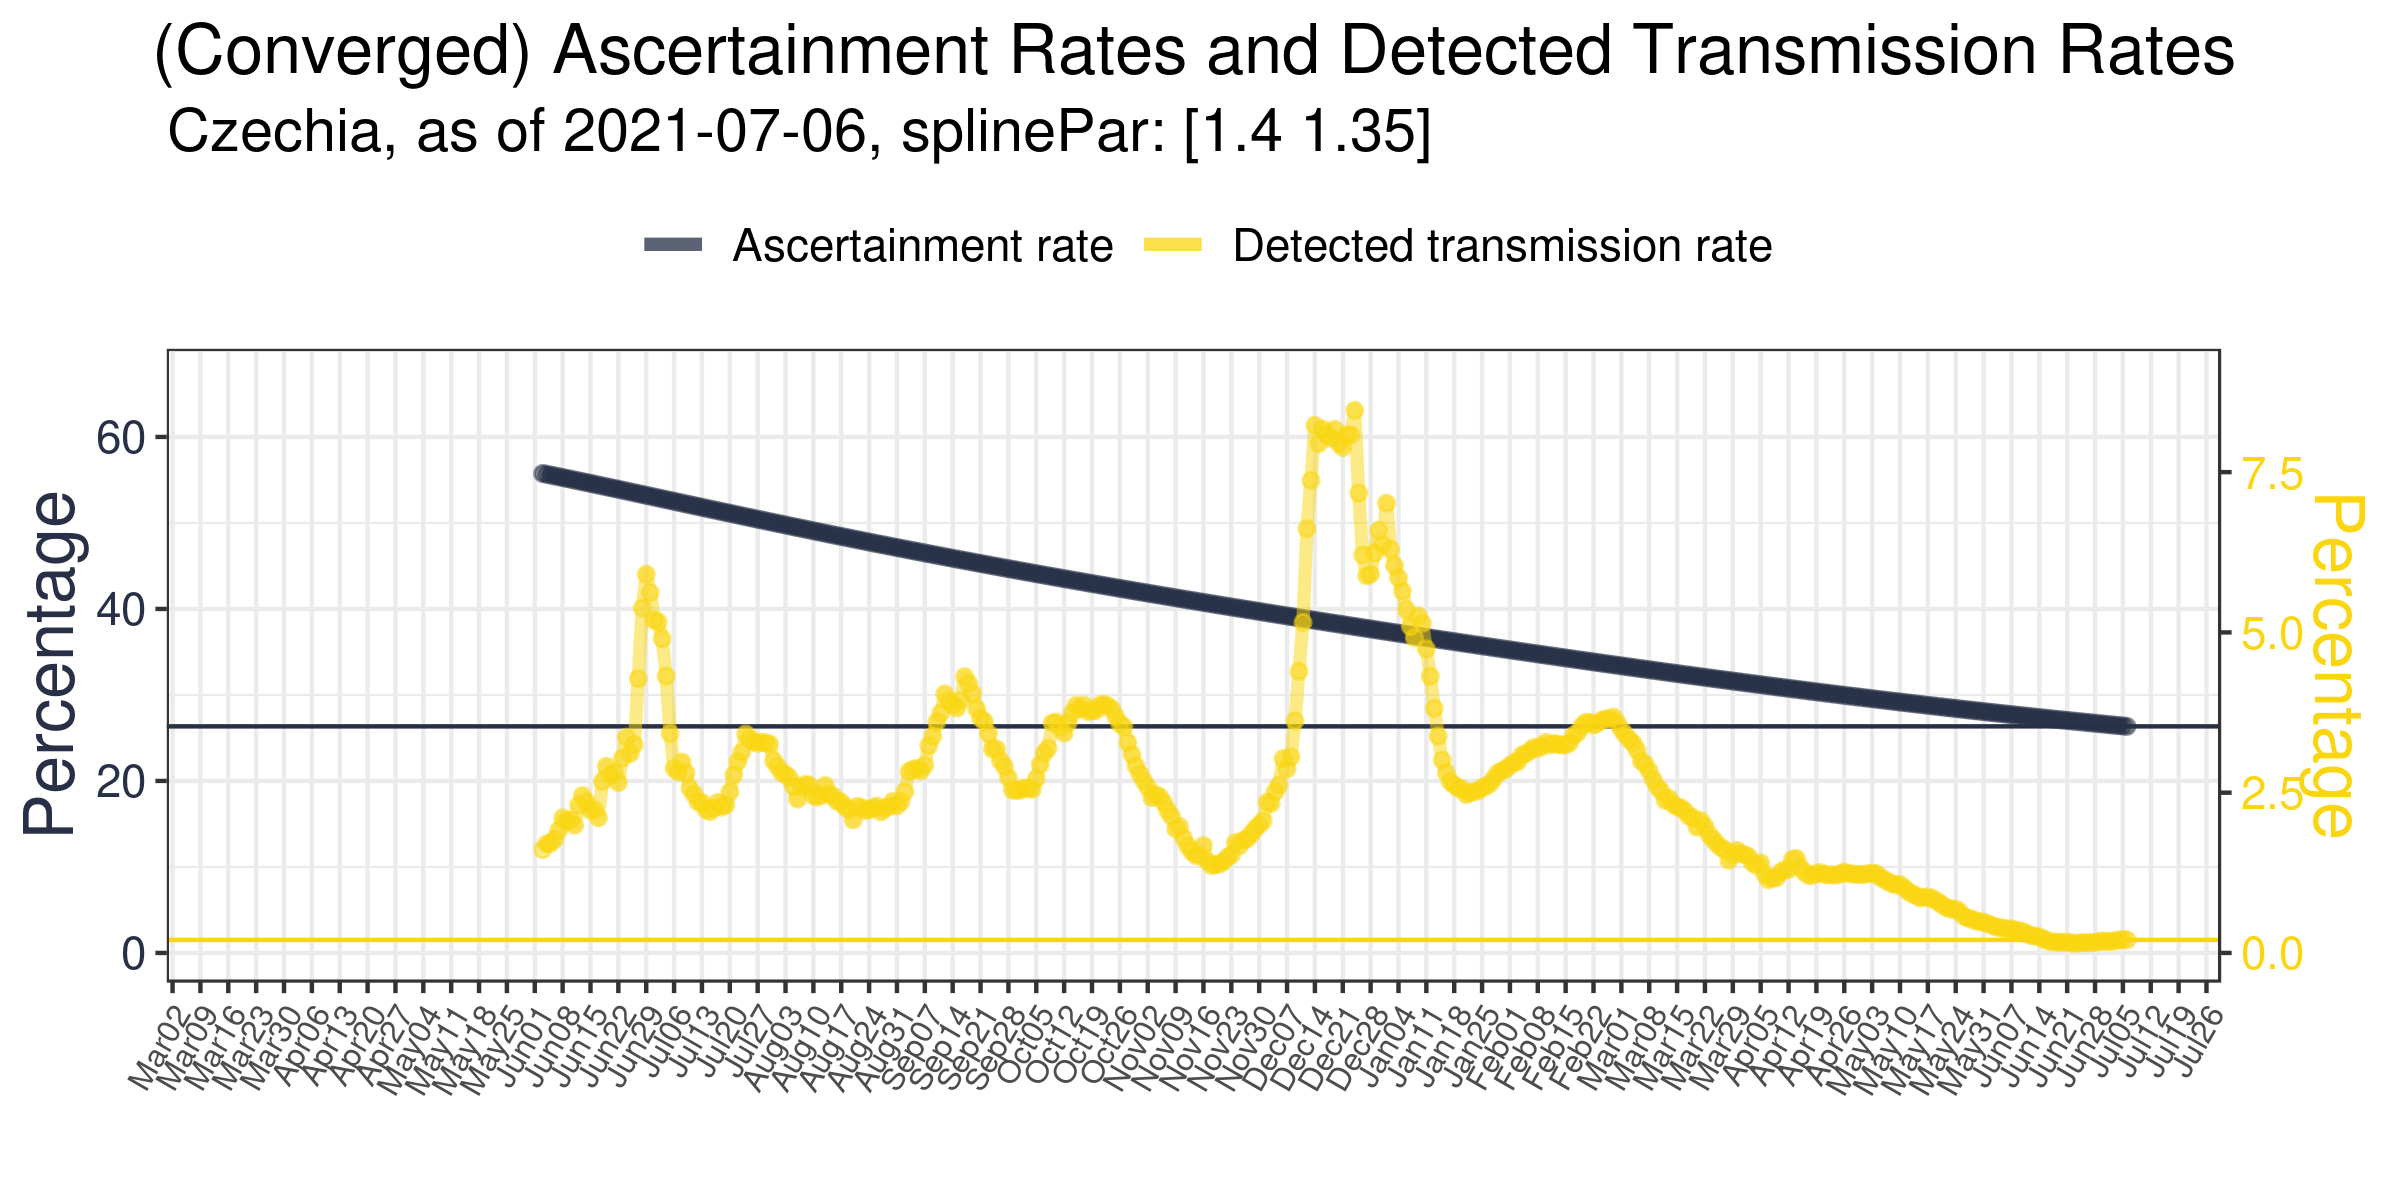 (Converged) Ascertainment Rates and Detected Transmission Rates
Czechia, as of 2021-07-06, splinePar: [1.4 1.35]
Ascertainment rate
Detected transmission rate
Percentage
60
40
20
0
7.5
5.0
2.5
0.0
Percentage
Mar02
Mar09
Mar16
Mar23
Mar30
Apr06
Apr13
Apr20
Apr27
May04
May11
May18
May25
Jun01
Jun08
Jun15
Jun22
Jun29
Jul06
Jul13
Jul20
Jul27
Aug03
Aug10
Aug17
Aug24
Aug31
Sep07
Sep14
Sep21
Sep28
Oct05
Oct12
Oct19
Oct26
Nov02
Nov09
Nov16
Nov23
Nov30
Dec07
Dec14
Dec21
Dec28
Jan04
Jan11
Jan18
Jan25
Feb01
Feb08
Feb15
Feb22
Mar01
Mar08
Mar15
Mar22
Mar29
Apr05
Apr12
Apr19
Apr26
May03
May10
May17
May24
May31
Jun07
Jun14
Jun21
Jun28
Jul05
Jul12
Jul19
Jul26